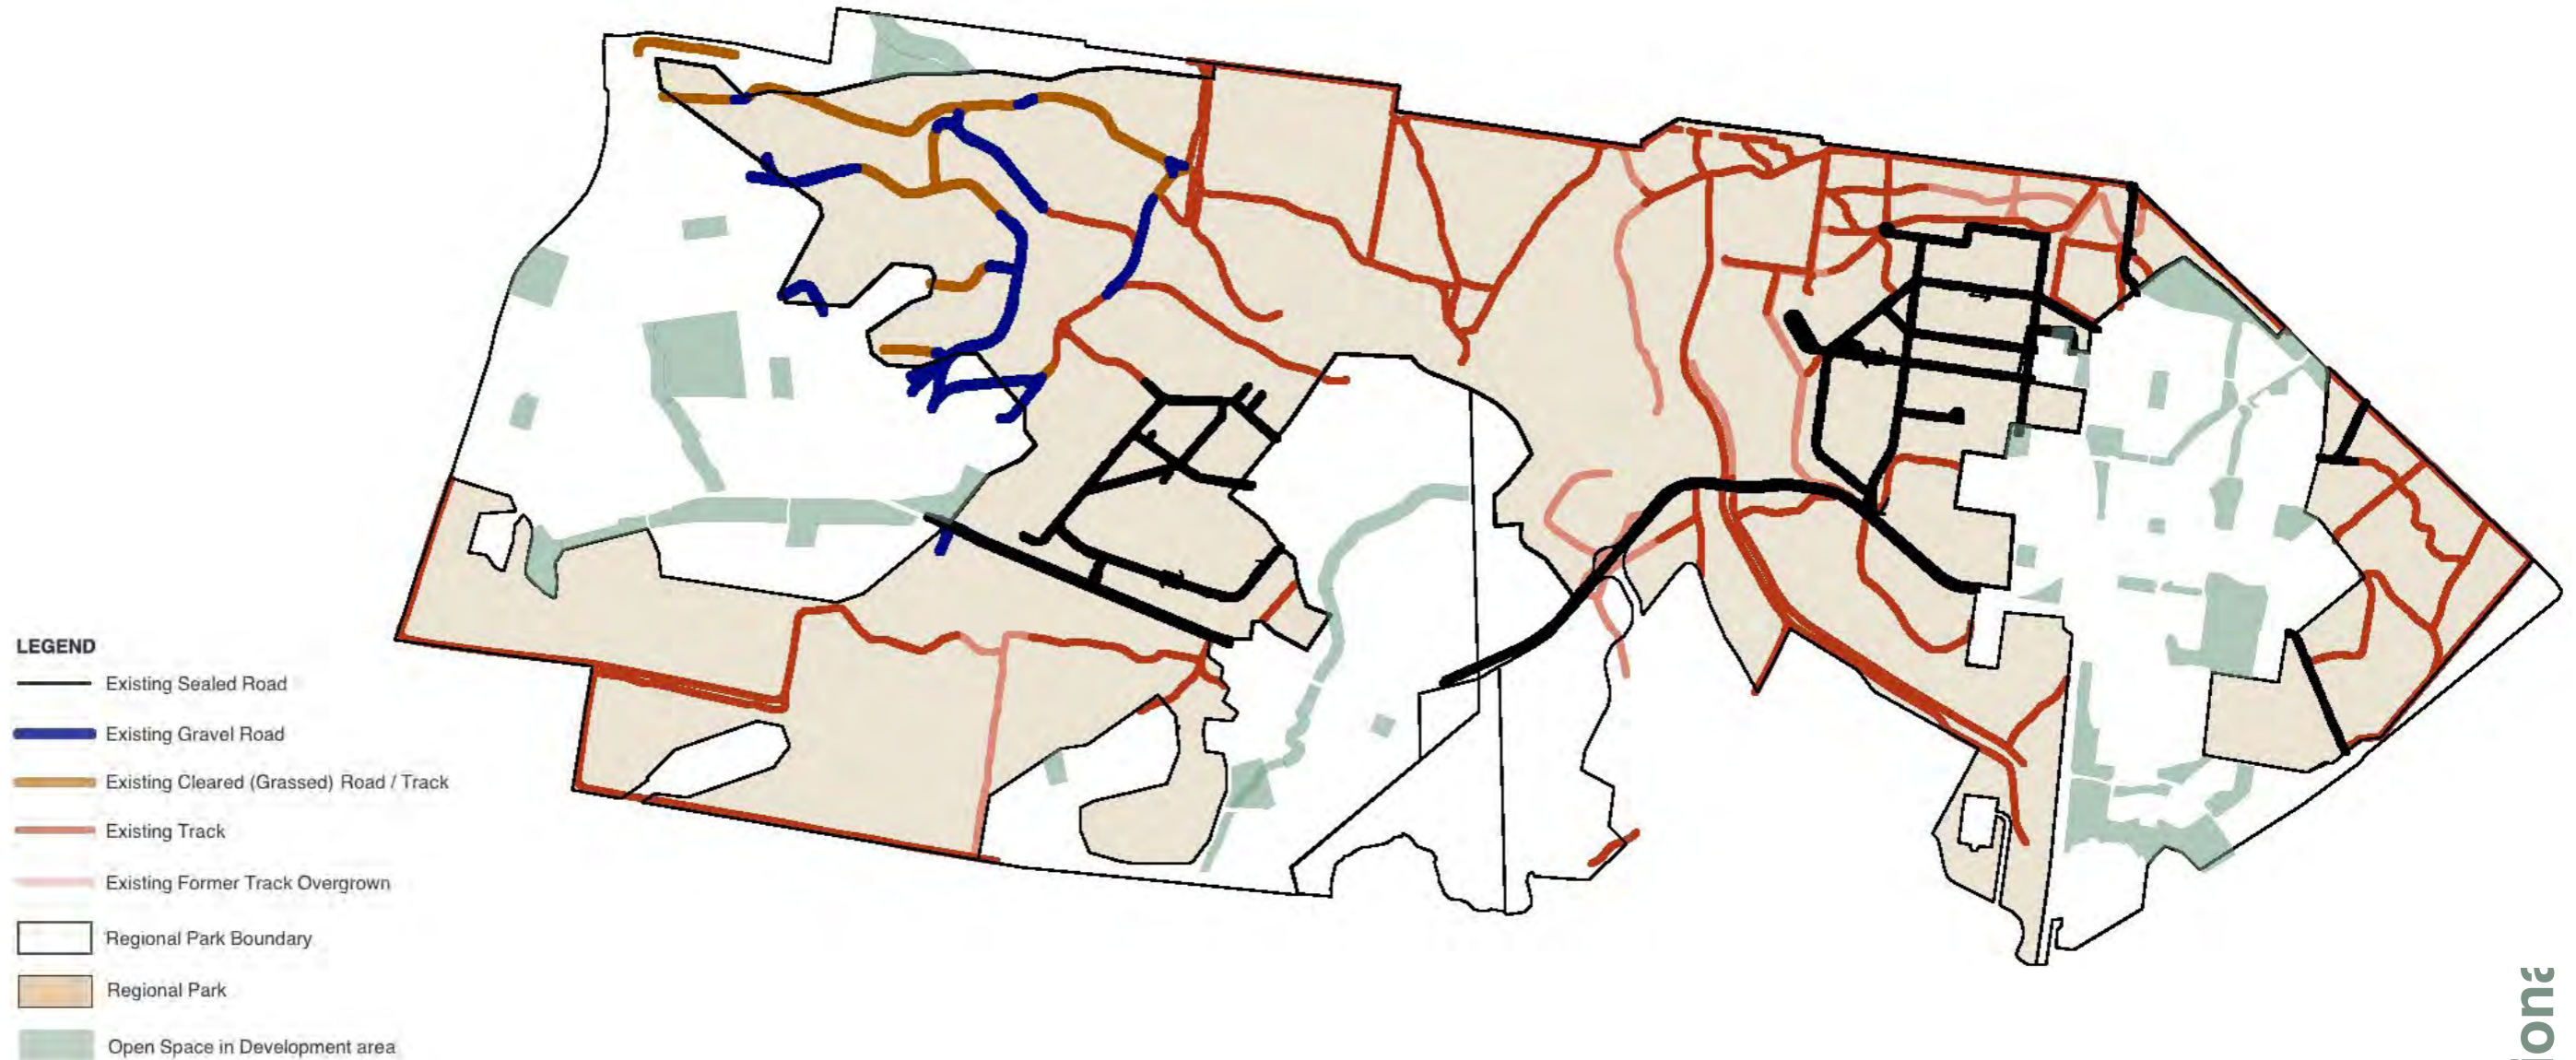 LEGEND
Existing Sealed Road
Existing Gravel Road
Existing Cleared (Grassed) Road / Track
Existing Track
Existing Former Track Overgrown
Regional Park Boundary
Regional Park
Open Space in Development area